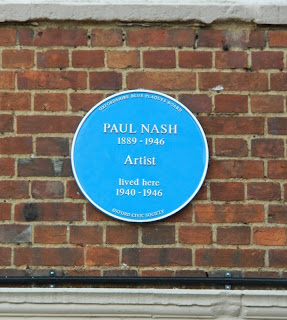 OXFORDSHIRE BLUE PLAQUES BOARD
PAUL NASH
1889 - 1946
Artist
lived here
1940 - 1946
OXFORD CIVIC SOCIETY